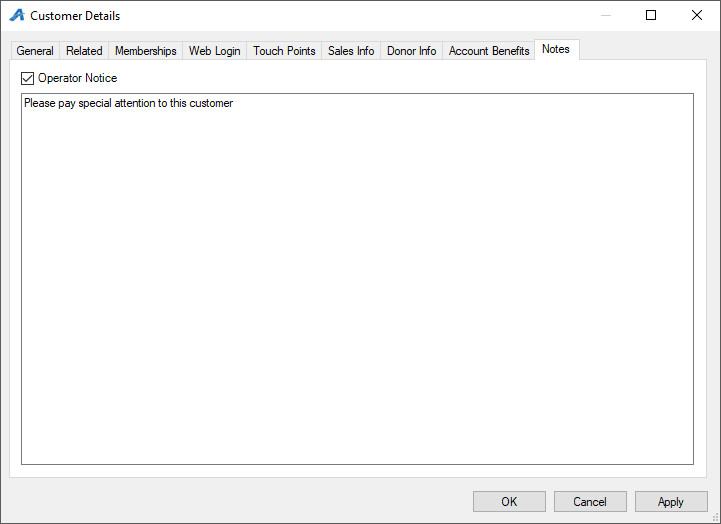 Customer Details
General Related Memberships Web Login Touch Points Sales Info Donor Info Account Benefits Notes
Operator Notice
Please pay special attention to this customer
OK Cancel Apply